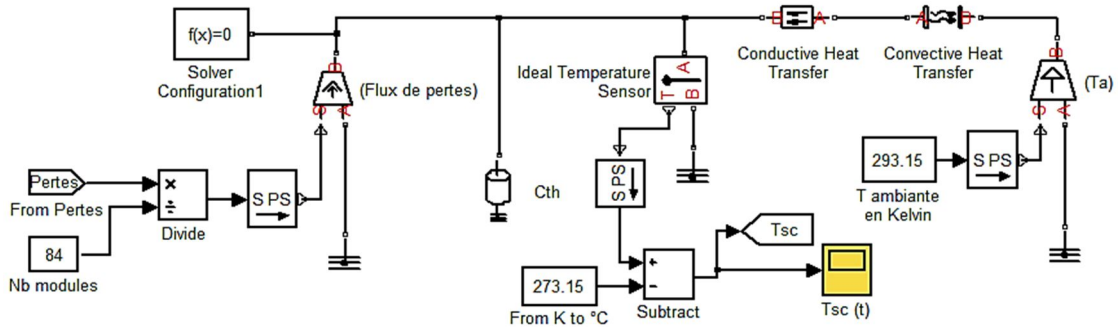 f(x)=0
Solver
Configuration1
B
S
A
(Flux de pertes)
Pertes
From Pertes
84
Nb modules
×
÷
Divide
S PS
Cth
Ideal Temperature
Sensor
A
T
B
S PS
273.15
From K to °C
+
-
Subtract
Tsc
Tsc (t)
B
A
Conductive Heat
Transfer
A
B
Convective Heat
Transfer
B
S
A
(Ta)
293.15
T ambiante
en Kelvin
S PS